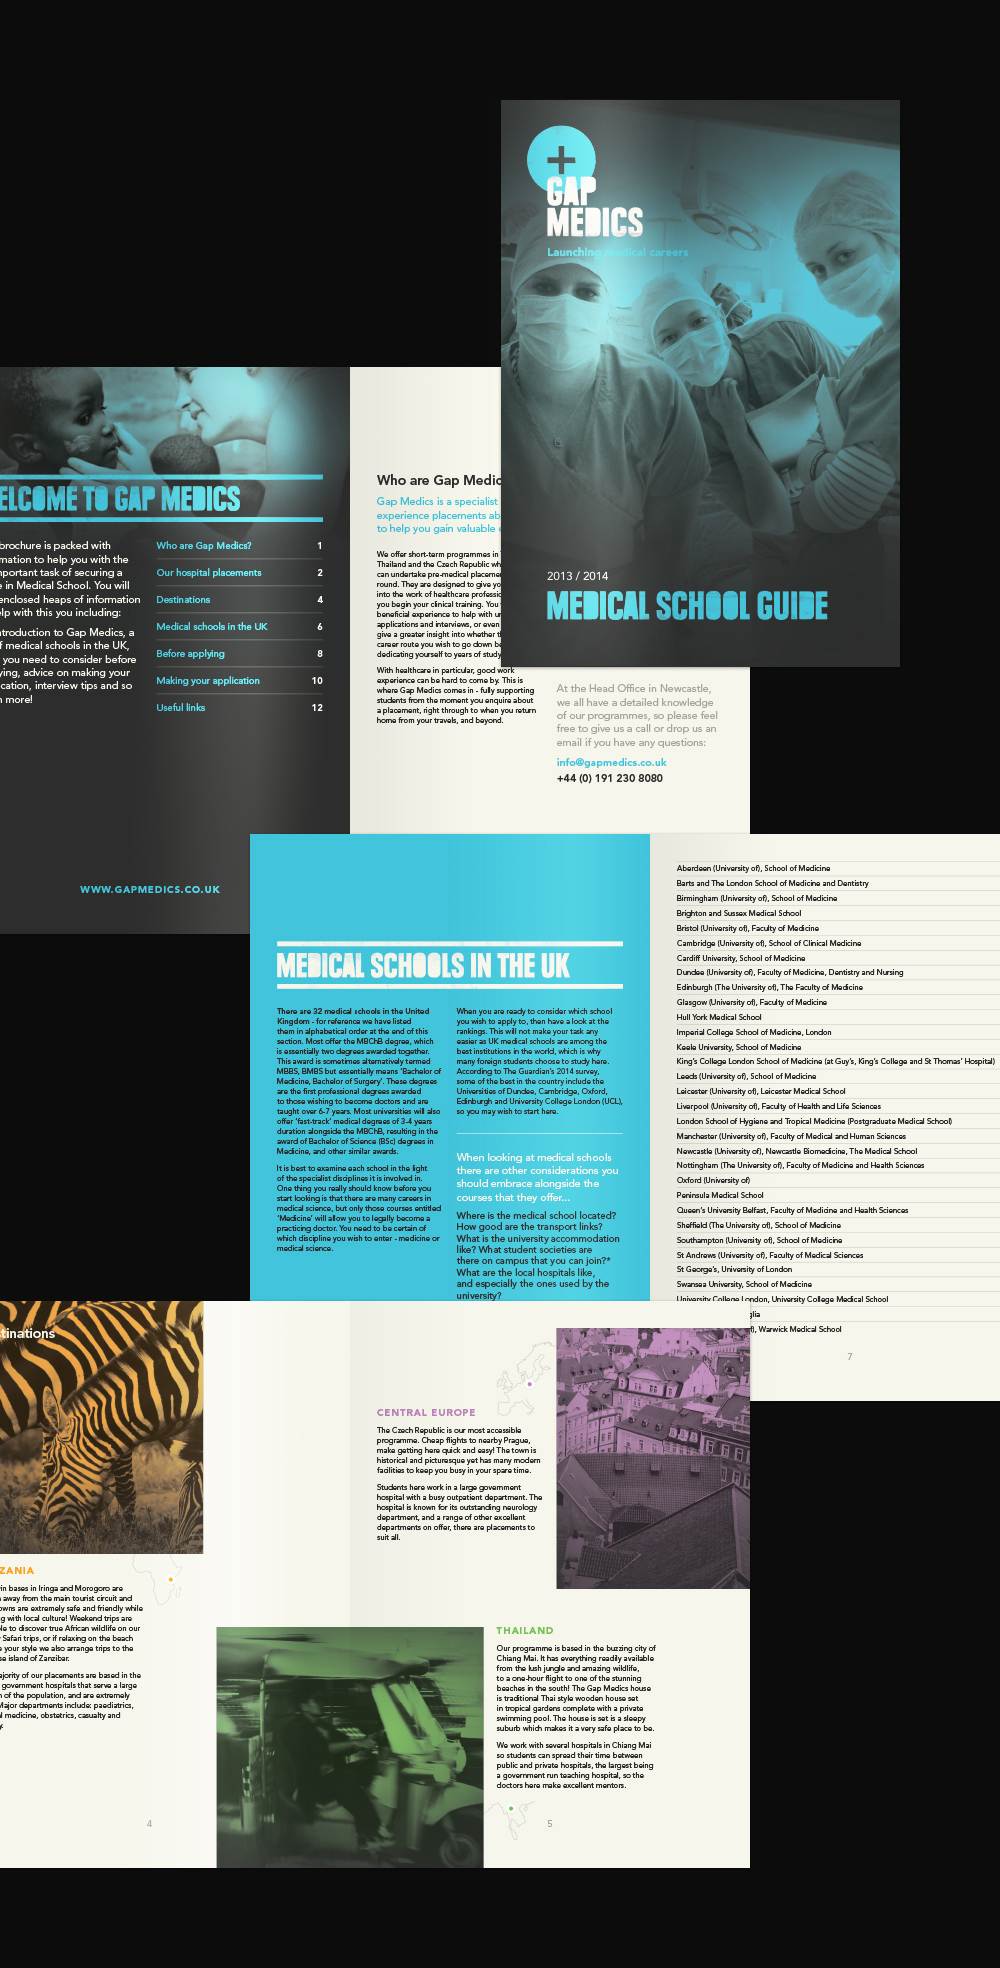 GAP
MEDICS
Launching medical careers
2013 / 2014
MEDICAL SCHOOL GUIDE
ELCOME TO GAP MEDICS
brochure is packed with
mation to help you with the
portant task of securing a
e in Medical School. You will
enclosed heaps of information
elp with this you including:
ntroduction to Gap Medics, a
f medical schools in the UK,
you need to consider before
ying, advice on making your
cation, interview tips and so
h more!
Who are Gap Medics? 1
Our hospital placements 2
Destinations 4
Medical schools in the UK 6
Before applying 8
Making your application 10
Useful links 12
WWW.GAPMEDICS.CO.UK
Who are Gap Medic
Gap Medics is a specialist
experience placements ab
to help you gain valuable
We offer short-term programmes in
Thailand and the Czech Republic wh
can undertake pre-medical placeme
round. They are designed to give yo
into the work of healthcare professio
you begin your clinical training. You
beneficial experience to help with un
applications and interviews, or even
give a greater insight into whether th
career route you wish to go down be
dedicating yourself to years of study
With healthcare in particular, good work
experience can be hard to come by. This is
where Gap Medics comes in - fully supporting
students from the moment you enquire about
a placement, right through to when you return
home from your travels, and beyond.
At the Head Office in Newcastle,
we all have a detailed knowledge
of our programmes, so please feel
free to give us a call or drop us an
email if you have any questions:
info@gapmedics.co.uk
+44 (0) 191 230 8080
MEDICAL SCHOOLS IN THE UK
There are 32 medical schools in the United
Kingdom - for reference we have listed
them in alphabetical order at the end of this
section. Most offer the MBChB degree, which
is essentially two degrees awarded together.
This award is sometimes alternatively termed
MBBS, BMBS but essentially means 'Bachelor of
Medicine, Bachelor of Surgery'. These degrees
are the first professional degrees awarded
to those wishing to become doctors and are
taught over 6-7 years. Most universities will also
offer 'fast-track' medical degrees of 3-4 years
duration alongside the MBChB, resulting in the
award of Bachelor of Science (BSc) degrees in
Medicine, and other similar awards.
It is best to examine each school in the light
of the specialist disciplines it is involved in.
One thing you really should know before you
start looking is that there are many careers in
medical science, but only those courses entitled
'Medicine' will allow you to legally become a
practicing doctor. You need to be certain of
which discipline you wish to enter - medicine or
medical science.
When you are ready to consider which school
you wish to apply to, then have a look at the
rankings. This will not make your task any
easier as UK medical schools are among the
best institutions in the world, which is why
many foreign students choose to study here.
According to The Guardian's 2014 survey,
some of the best in the country include the
Universities of Dundee, Cambridge, Oxford,
Edinburgh and University College London (UCL),
so you may wish to start here.
When looking at medical schools
there are other considerations you
should embrace alongside the
courses that they offer...
Where is the medical school located?
How good are the transport links?
What is the university accommodation
like? What student societies are
there on campus that you can join?*
What are the local hospitals like,
and especially the ones used by the
university?
Aberdeen (University of), School of Medicine
Barts and The London School of Medicine and Dentistry
Birmingham (University of), School of Medicine
Brighton and Sussex Medical School
Bristol (University of), Faculty of Medicine
Cambridge (University of), School of Clinical Medicine
Cardiff University, School of Medicine
Dundee (University of), Faculty of Medicine, Dentistry and Nursing
Edinburgh (The University of), The Faculty of Medicine
Glasgow (University of), Faculty of Medicine
Hull York Medical School
Imperial College School of Medicine, London
Keele University, School of Medicine
King's College London School of Medicine (at Guy's, King's College and St Thomas' Hospital)
Leeds (University of), School of Medicine
Leicester (University of), Leicester Medical School
Liverpool (University of), Faculty of Health and Life Sciences
London School of Hygiene and Tropical Medicine (Postgraduate Medical School)
Manchester (University of), Faculty of Medical and Human Sciences
Newcastle (University of), Newcastle Biomedicine, The Medical School
Nottingham (The University of), Faculty of Medicine and Health Sciences
Oxford (University of)
Peninsula Medical School
Queen's University Belfast, Faculty of Medicine and Health Sciences
Sheffield (The University of), School of Medicine
Southampton (University of), School of Medicine
St Andrews (University of), Faculty of Medical Sciences
St George's, University of London
Swansea University, School of Medicine
University College London, University College Medical School
glia
of), Warwick Medical School
7
tinations
ZANIA
in bases in Iringa and Morogoro are
away from the main tourist circuit and
owns are extremely safe and friendly while
g with local culture! Weekend trips are
le to discover true African wildlife on our
Safari trips, or if relaxing on the beach
e your style we also arrange trips to the
se island of Zanzibar.
ajority of our placements are based in the
government hospitals that serve a large
n of the population, and are extremely
Major departments include: paediatrics,
l medicine, obstetrics, casualty and
y.
4
CENTRAL EUROPE
The Czech Republic is our most accessible
programme. Cheap flights to nearby Prague,
make getting here quick and easy! The town is
historical and picturesque yet has many modern
facilities to keep you busy in your spare time.
Students here work in a large government
hospital with a busy outpatient department. The
hospital is known for its outstanding neurology
department, and a range of other excellent
departments on offer, there are placements to
suit all.
THAILAND
Our programme is based in the buzzing city of
Chiang Mai. It has everything readily available
from the lush jungle and amazing wildlife,
to a one-hour flight to one of the stunning
beaches in the south! The Gap Medics house
is traditional Thai style wooden house set
in tropical gardens complete with a private
swimming pool. The house is set is a sleepy
suburb which makes it a very safe place to be.
We work with several hospitals in Chiang Mai
so students can spread their time between
public and private hospitals, the largest being
a government run teaching hospital, so the
doctors here make excellent mentors.
5